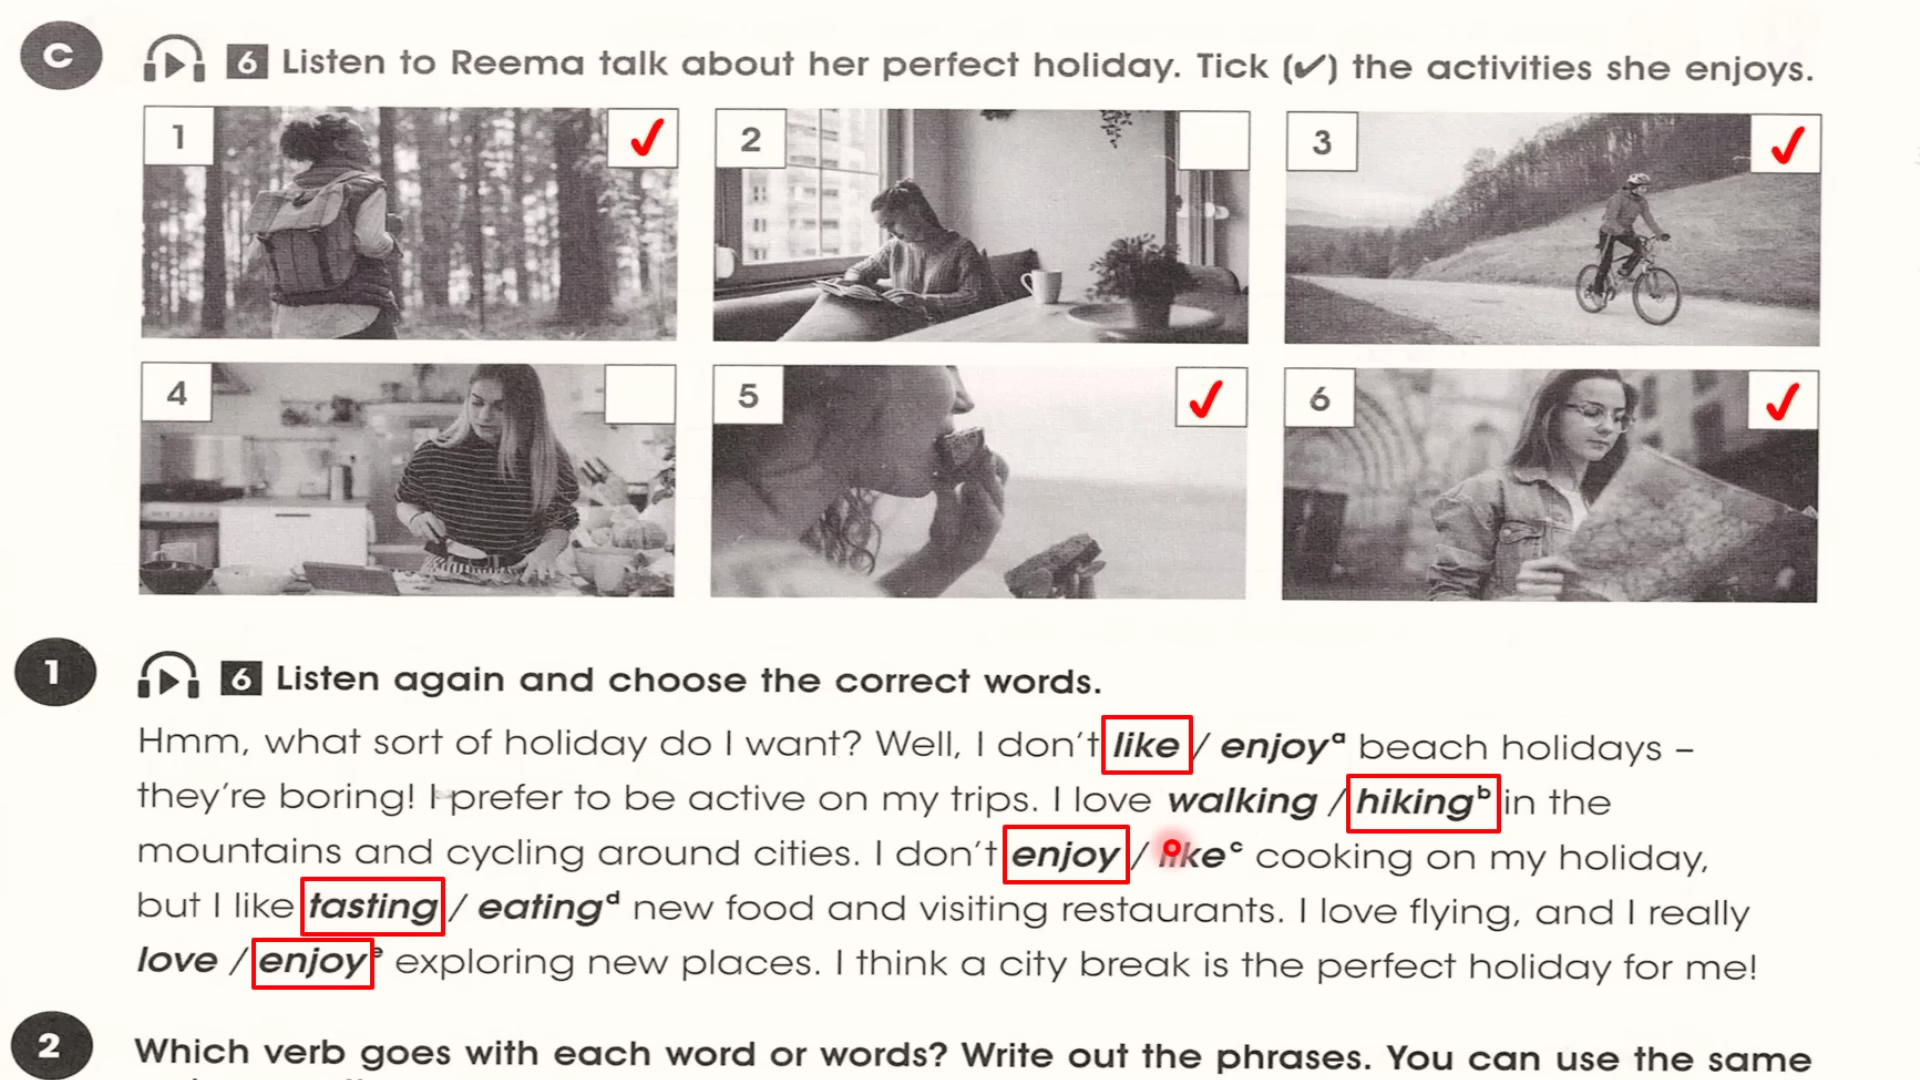 C 6 Listen to Reema talk about her perfect holiday. Tick (✔) the activities she enjoys.
1 ✓ 2 3 ✓
4 5 ✓ 6 ✓
1 6 Listen again and choose the correct words.
Hmm, what sort of holiday do I want? Well, I don't like / enjoyᵃ beach holidays –
they're boring! I prefer to be active on my trips. I love walking / hikingᵇ in the
mountains and cycling around cities. I don't enjoy / likeᶜ cooking on my holiday,
but I like tasting / eatingᵈ new food and visiting restaurants. I love flying, and I really
love / enjoyᵉ exploring new places. I think a city break is the perfect holiday for me!
2 Which verb goes with each word or words? Write out the phrases. You can use the same